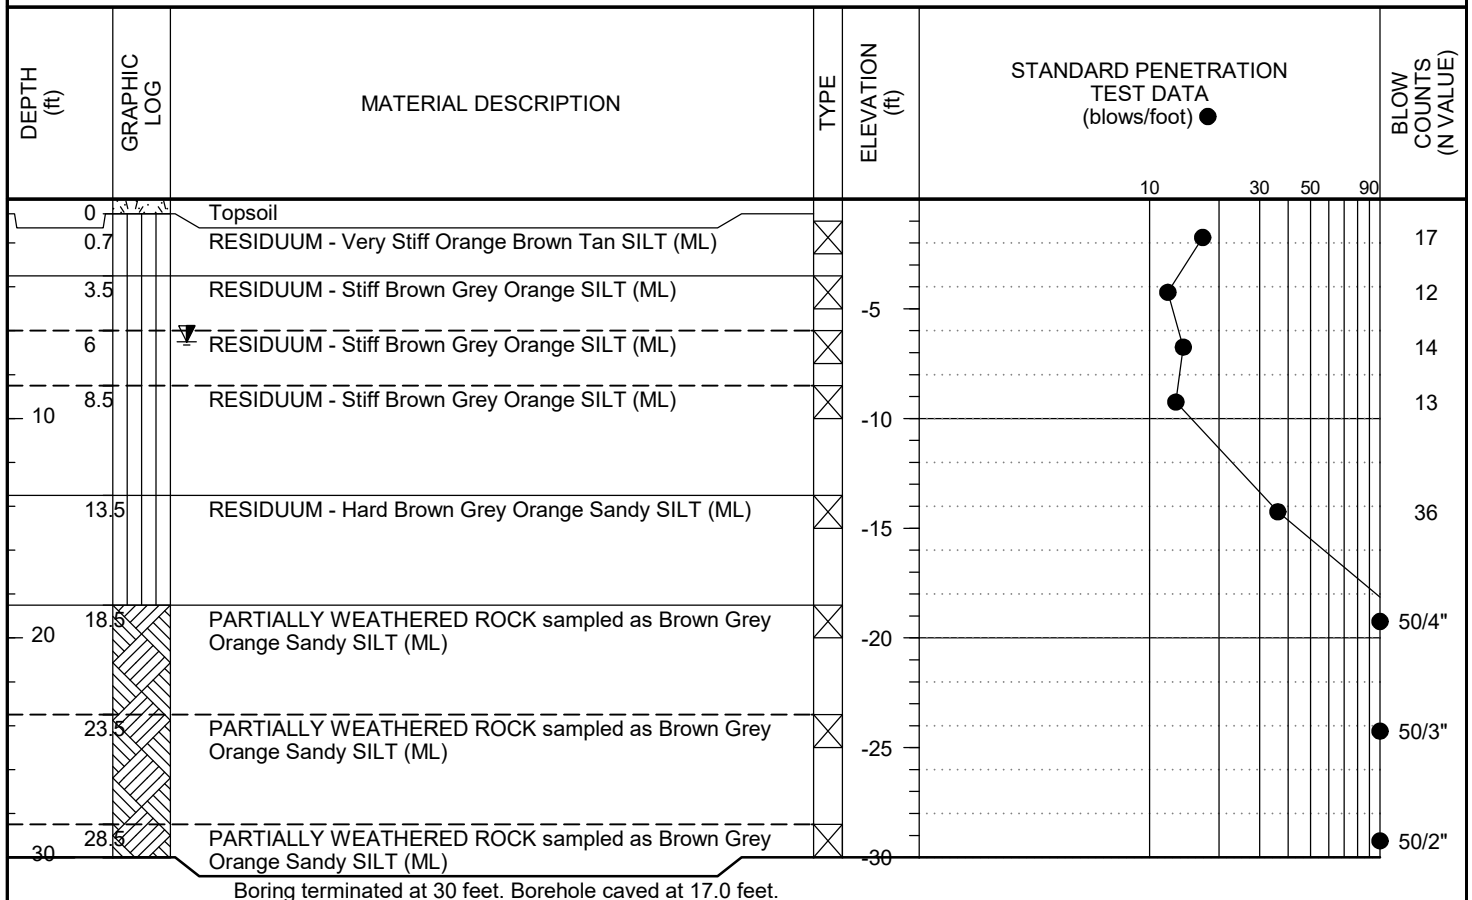 DEPTH
(ft)
GRAPHIC
LOG
MATERIAL DESCRIPTION
TYPE
ELEVATION
(ft)
STANDARD PENETRATION
TEST DATA
(blows/foot)
BLOW
COUNTS
(N VALUE)
10 30 50 90
0 Topsoil
0.7 RESIDUUM - Very Stiff Orange Brown Tan SILT (ML) 17
3.5 RESIDUUM - Stiff Brown Grey Orange SILT (ML) 12
-5
6 RESIDUUM - Stiff Brown Grey Orange SILT (ML) 14
8.5 RESIDUUM - Stiff Brown Grey Orange SILT (ML) 13
10 -10
13.5 RESIDUUM - Hard Brown Grey Orange Sandy SILT (ML) 36
-15
18.5 PARTIALLY WEATHERED ROCK sampled as Brown Grey 50/4"
20 Orange Sandy SILT (ML) -20
23.5 PARTIALLY WEATHERED ROCK sampled as Brown Grey 50/3"
Orange Sandy SILT (ML) -25
28.5 PARTIALLY WEATHERED ROCK sampled as Brown Grey 50/2"
30 Orange Sandy SILT (ML) -30
Boring terminated at 30 feet. Borehole caved at 17.0 feet.